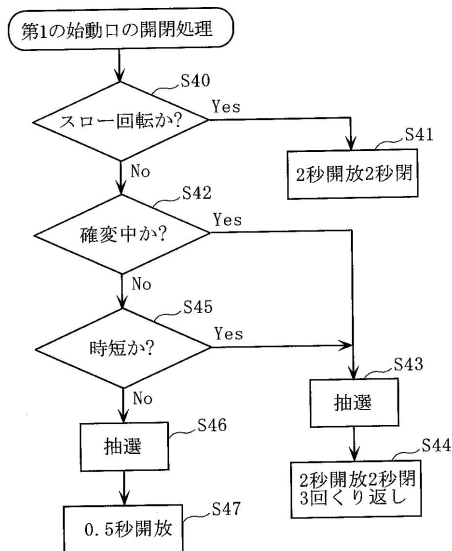 第1の始動口の開閉処理
S40
スロー回転か?
Yes
S41
2秒開放2秒閉
No
S42
確変中か?
Yes
No
S45
時短か?
Yes
S43
抽選
No
S46
抽選
S44
2秒開放2秒閉
3回くり返し
S47
0.5秒開放